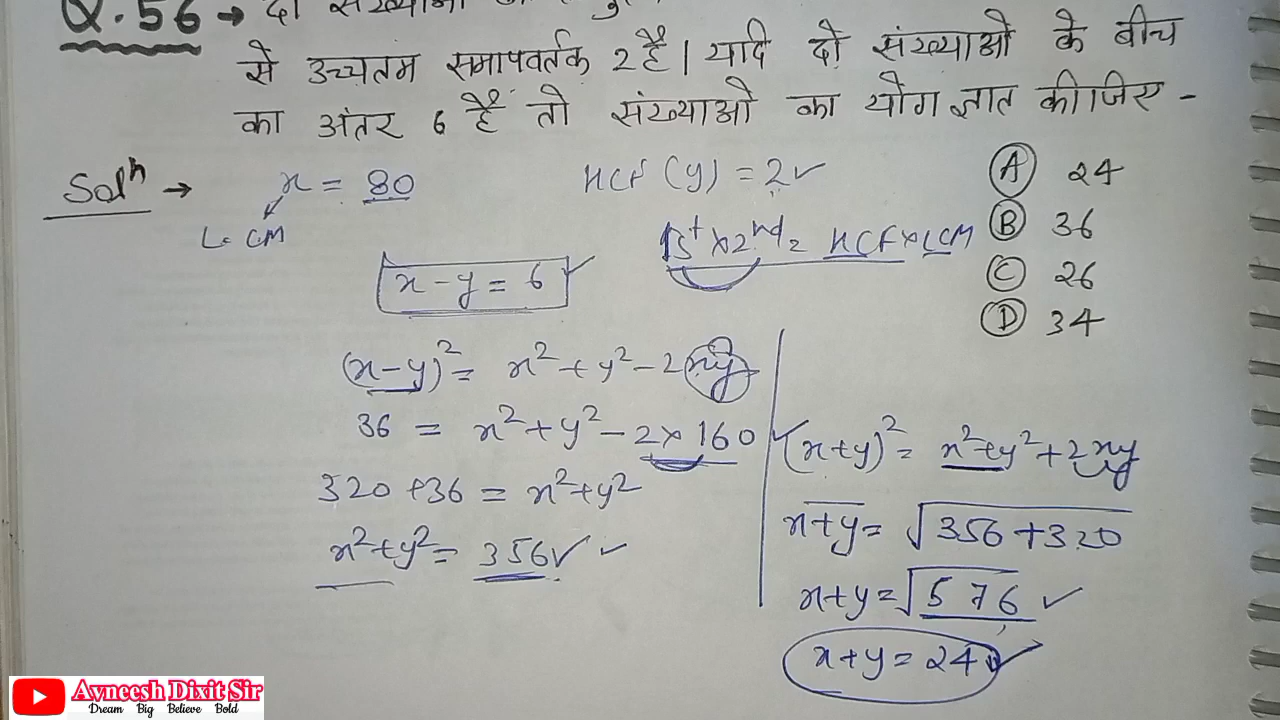 Q.56 → दो संख्याओं
से उच्चतम समापवर्तक 2 है। यदि दो संख्याओं के बीच
का अंतर 6 है तो संख्याओं का योग ज्ञात कीजिए -
Solⁿ → x = 80 HCF (y) = 2 ✓
L. CM
1st × 2nd = HCF × LCM
x - y = 6 ✓
(A) 24
(B) 36
(C) 26
(D) 34
(x-y)² = x² + y² - 2xy
36 = x² + y² - 2 × 160
320 + 36 = x² + y²
x² + y² = 356 ✓ ✓
(x+y)² = x² + y² + 2xy
x+y = √356+320
x+y = √576 ✓
x+y = 24 ✓
Avneesh Dixit Sir
Dream Big Believe Bold